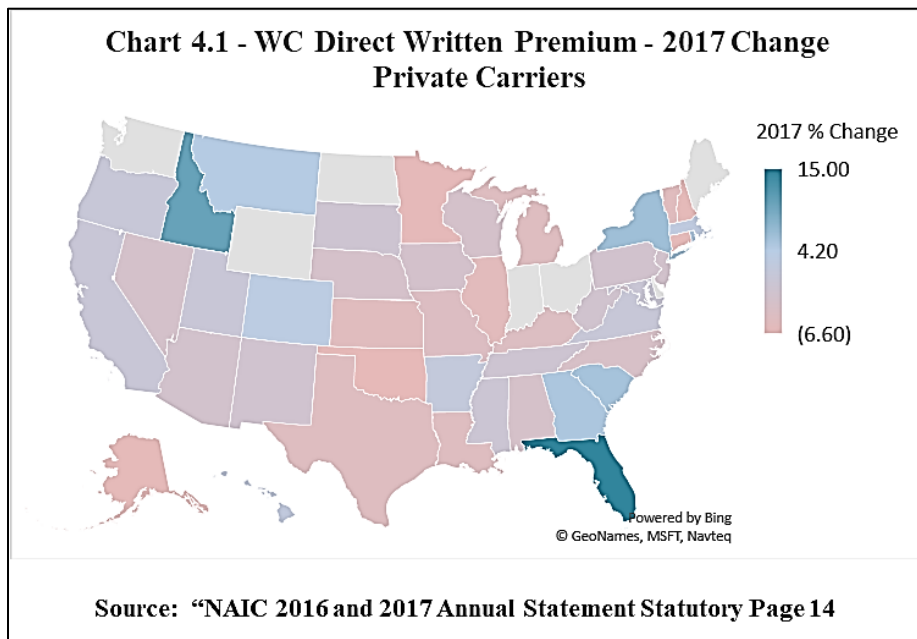 Chart 4.1 - WC Direct Written Premium - 2017 Change
Private Carriers
2017 % Change
15.00
4.20
(6.60)
Powered by Bing
© GeoNames, MSFT, Navteq
Source: “NAIC 2016 and 2017 Annual Statement Statutory Page 14